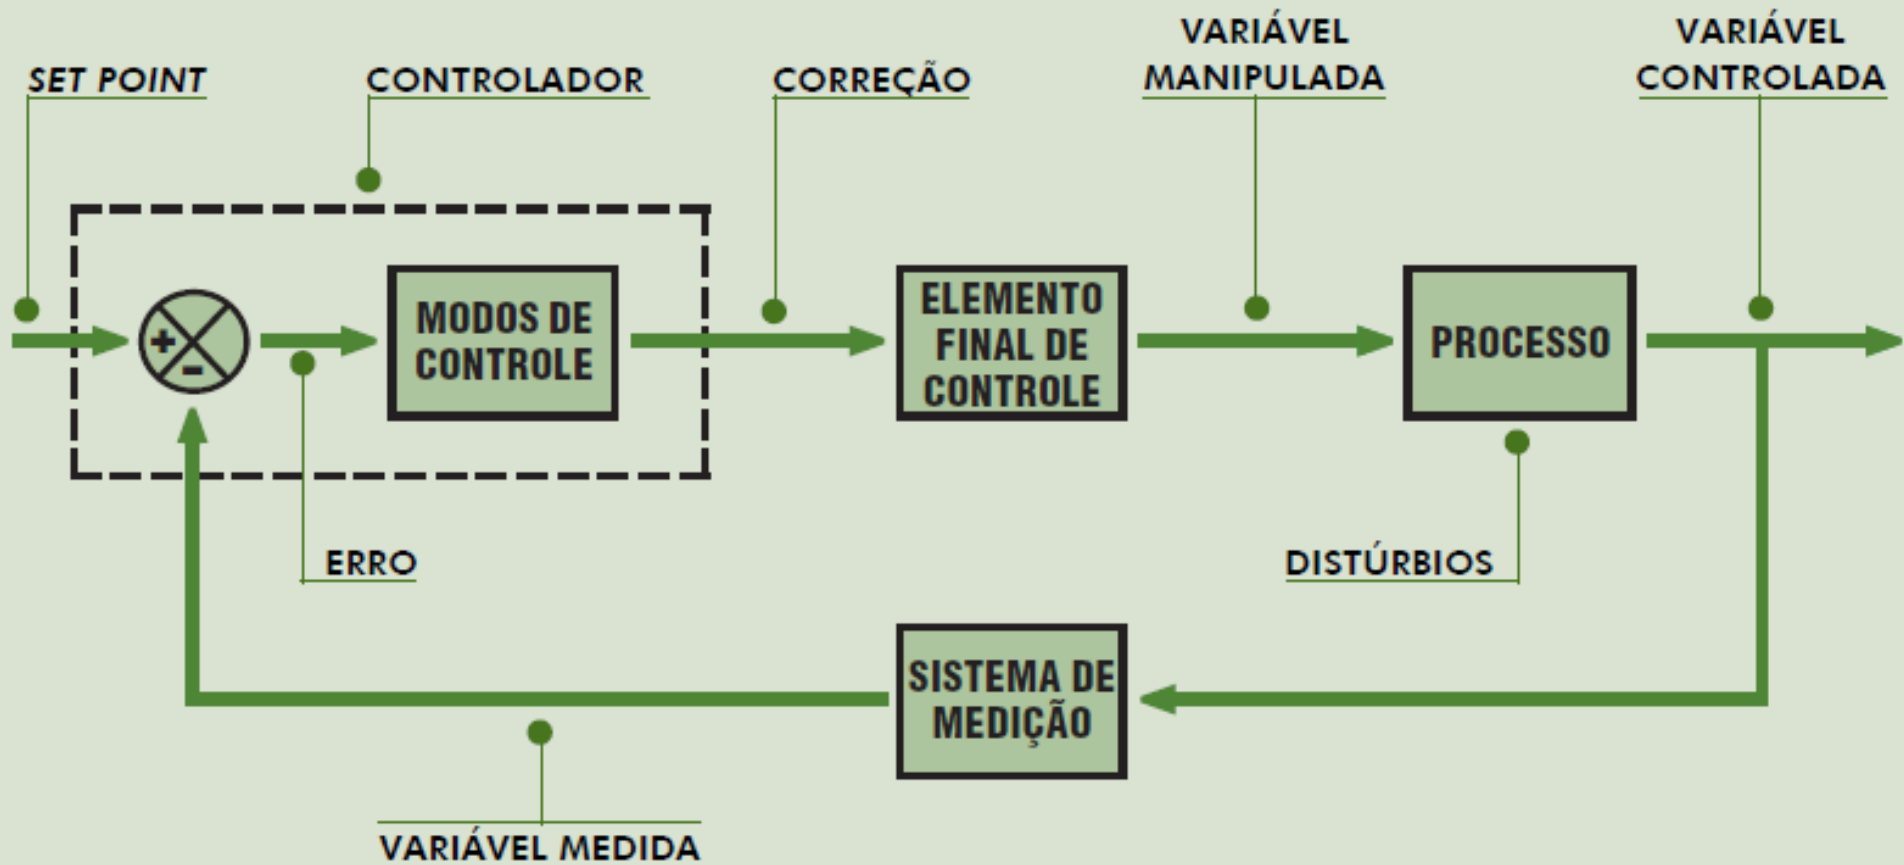 SET POINT
CONTROLADOR
CORREÇÃO
VARIÁVEL
MANIPULADA
VARIÁVEL
CONTROLADA
+
-
MODOS DE
CONTROLE
ELEMENTO
FINAL DE
CONTROLE
PROCESSO
ERRO
DISTÚRBIOS
SISTEMA DE
MEDIÇÃO
VARIÁVEL MEDIDA